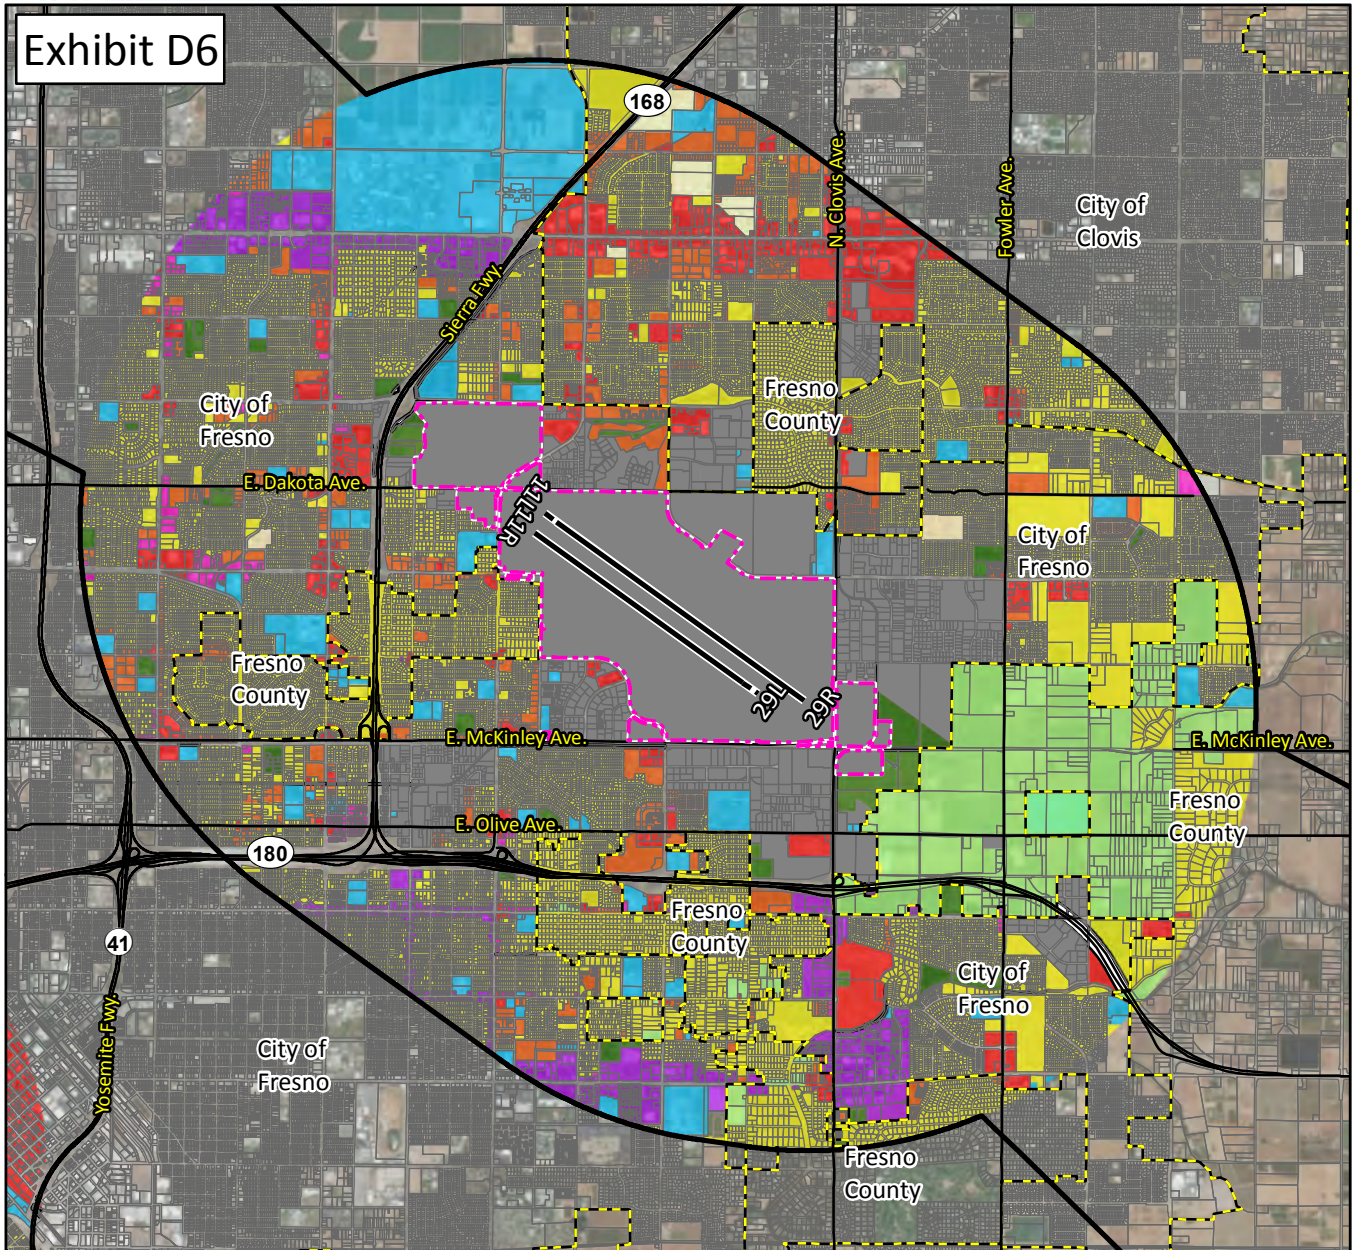 Exhibit D6
168
N. Clovis Ave.
Fowler Ave.
City of
Clovis
Sierra Fwy.
Fresno
County
City of
Fresno
E. Dakota Ave.
11L
11R
City of
Fresno
Fresno
County
29L
29R
E. McKinley Ave.
E. McKinley Ave.
Fresno
County
E. Olive Ave.
180
Fresno
County
41
City of
Fresno
Yosemite Fwy.
City of
Fresno
Fresno
County